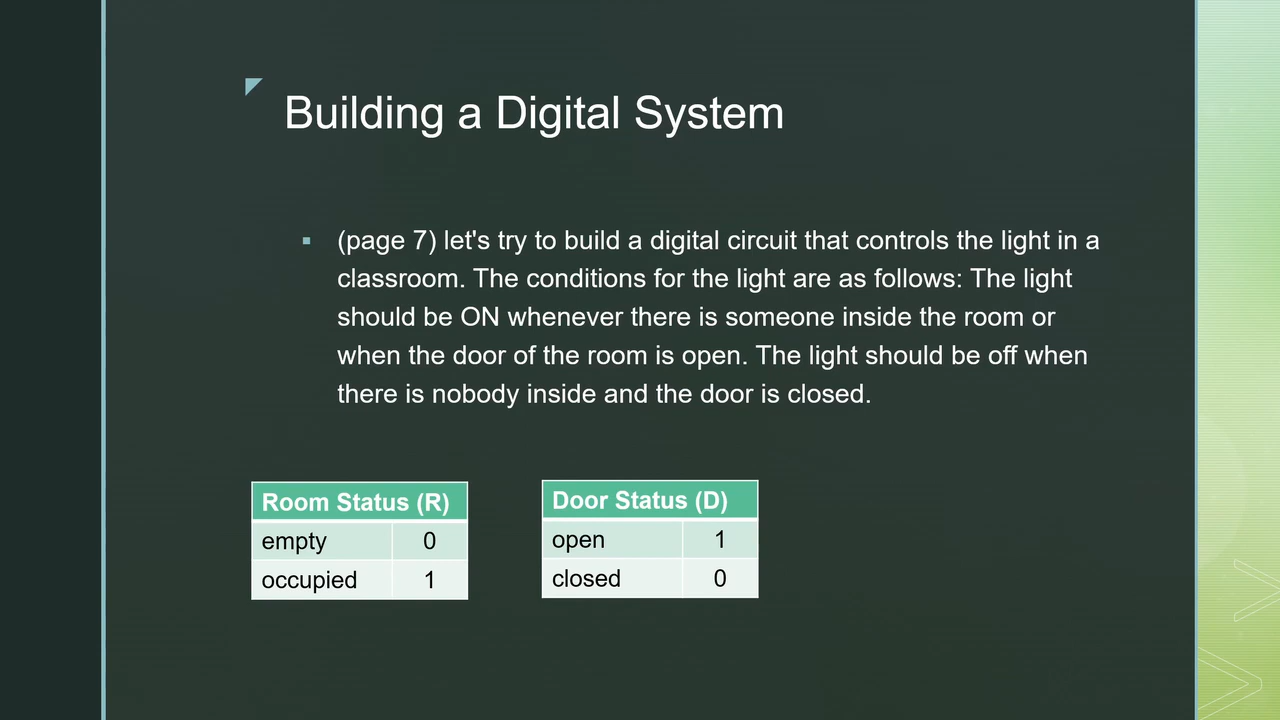 Building a Digital System
(page 7) let's try to build a digital circuit that controls the light in a
classroom. The conditions for the light are as follows: The light
should be ON whenever there is someone inside the room or
when the door of the room is open. The light should be off when
there is nobody inside and the door is closed.
Room Status (R)
empty 0
occupied 1
Door Status (D)
open 1
closed 0